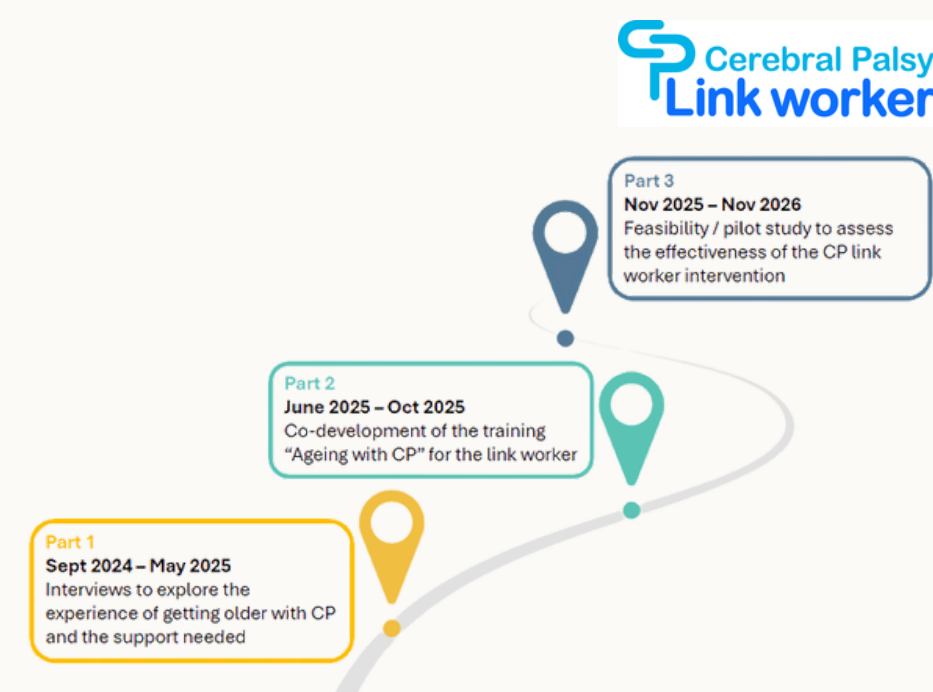 Cerebral Palsy
Link worker
Part 3
Nov 2025 – Nov 2026
Feasibility / pilot study to assess
the effectiveness of the CP link
worker intervention
Part 2
June 2025 – Oct 2025
Co-development of the training
“Ageing with CP” for the link worker
Part 1
Sept 2024 – May 2025
Interviews to explore the
experience of getting older with CP
and the support needed